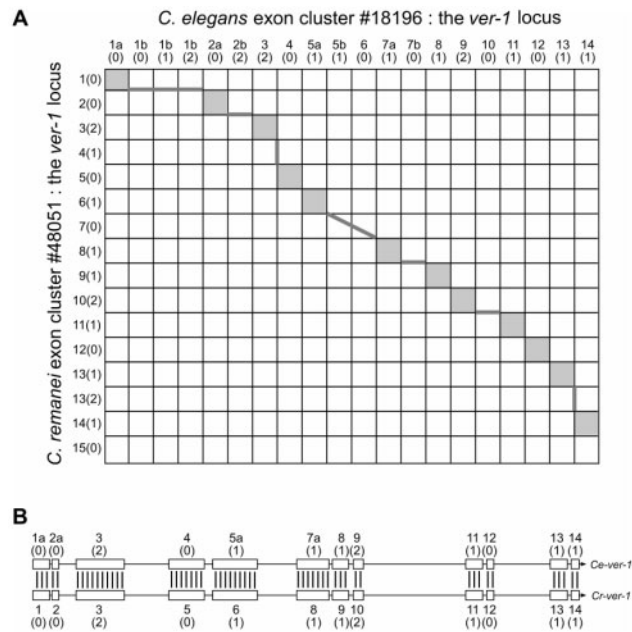 A
C. elegans exon cluster #18196 : the ver-1 locus
1a 1b 1b 1b 2a 2b 3 4 5a 5b 6 7a 7b 8 9 10 11 12 13 14
(0) (0) (1) (2) (0) (2) (2) (0) (1) (1) (0) (1) (0) (1) (2) (0) (1) (0) (1) (1)
C. remanei exon cluster #48051 : the ver-1 locus
1(0)
2(0)
3(2)
4(1)
5(0)
6(1)
7(0)
8(1)
9(1)
10(2)
11(1)
12(0)
13(1)
13(2)
14(1)
15(0)
B
1a 2a 3 4 5a 7a 8 9 11 12 13 14
(0) (0) (2) (0) (1) (1) (1) (2) (1) (0) (1) (1)
Ce-ver-1
Cr-ver-1
1 2 3 5 6 8 9 10 11 12 13 14
(0) (0) (2) (0) (1) (1) (1) (2) (1) (0) (1) (1)